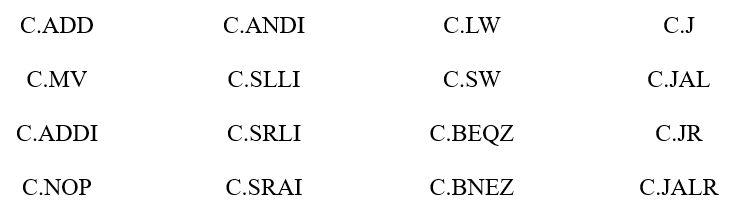 C.ADD C.ANDI C.LW C.J
C.MV C.SLLI C.SW C.JAL
C.ADDI C.SRLI C.BEQZ C.JR
C.NOP C.SRAI C.BNEZ C.JALR